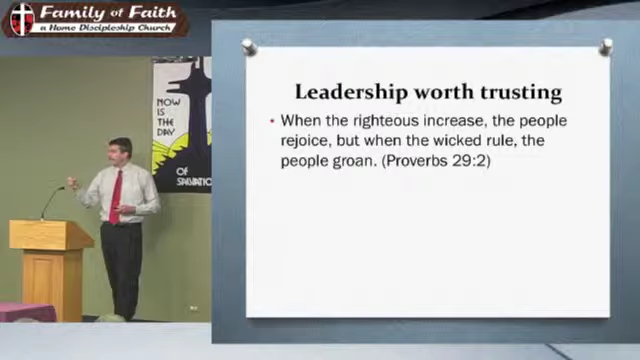 Family of Faith
a Home Discipleship Church
NOW
IS
THE
DAY
OF
SALVATION
Leadership worth trusting
• When the righteous increase, the people
rejoice, but when the wicked rule, the
people groan. (Proverbs 29:2)